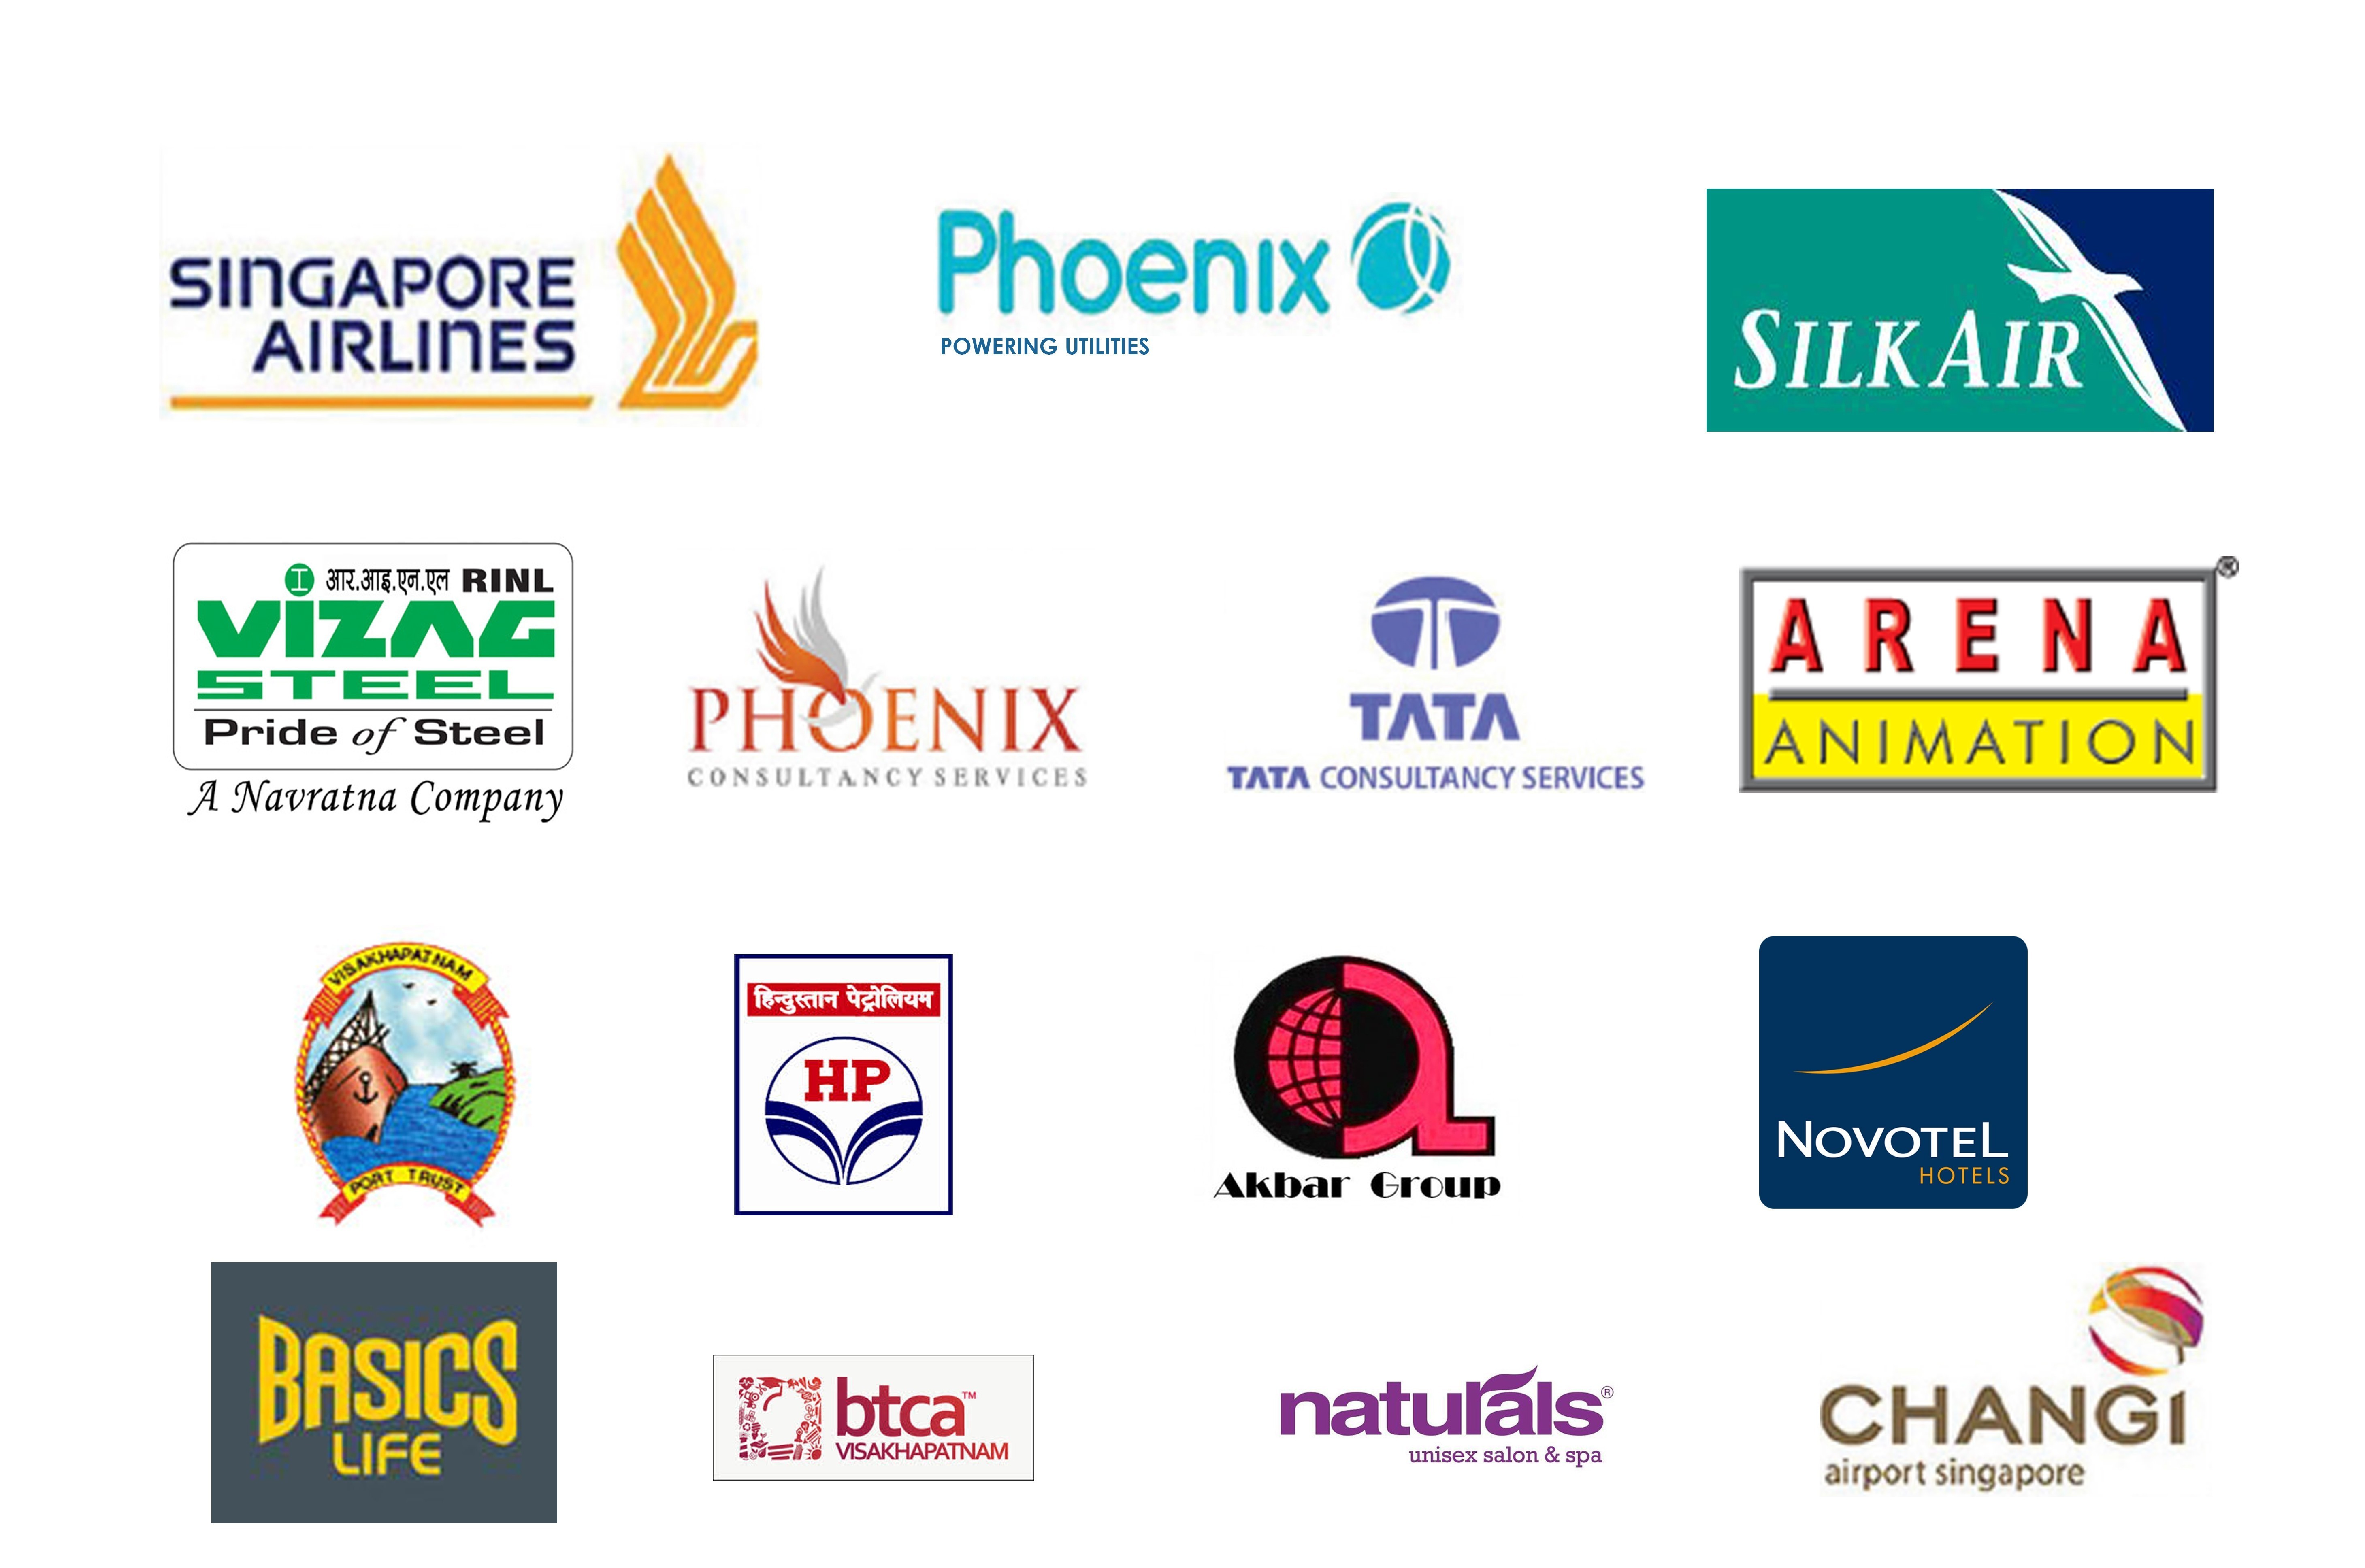 SINGAPORE
AIRLINES
Phoenix
POWERING UTILITIES
SILKAIR
आर.आइ.एन.एल RINL
VIZAG
STEEL
Pride of Steel
A Navratna Company
PHOENIX
CONSULTANCY SERVICES
TATA
TATA CONSULTANCY SERVICES
ARENA®
ANIMATION
VISAKHAPATNAM
PORT TRUST
हिन्दुस्तान पेट्रोलियम
HP
Akbar Group
NOVOTEL
HOTELS
BASICS
LIFE
btca™
VISAKHAPATNAM
naturals®
unisex salon & spa
CHANGI
airport singapore